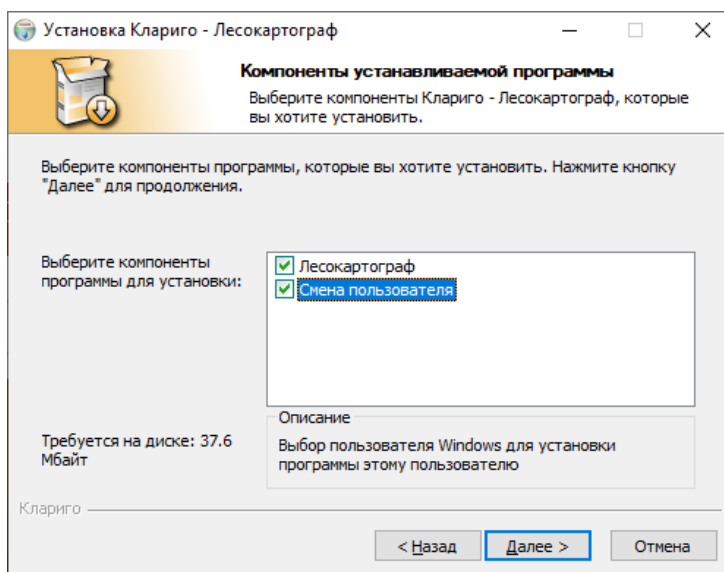 Установка Клариго - Лесокартограф
Компоненты устанавливаемой программы
Выберите компоненты Клариго - Лесокартограф, которые
вы хотите установить.
Выберите компоненты программы, которые вы хотите установить. Нажмите кнопку
"Далее" для продолжения.
Выберите компоненты
программы для установки:
Лесокартограф
Смена пользователя
Требуется на диске: 37.6
Мбайт
Описание
Выбор пользователя Windows для установки
программы этому пользователю
Клариго
< Назад
Далее >
Отмена